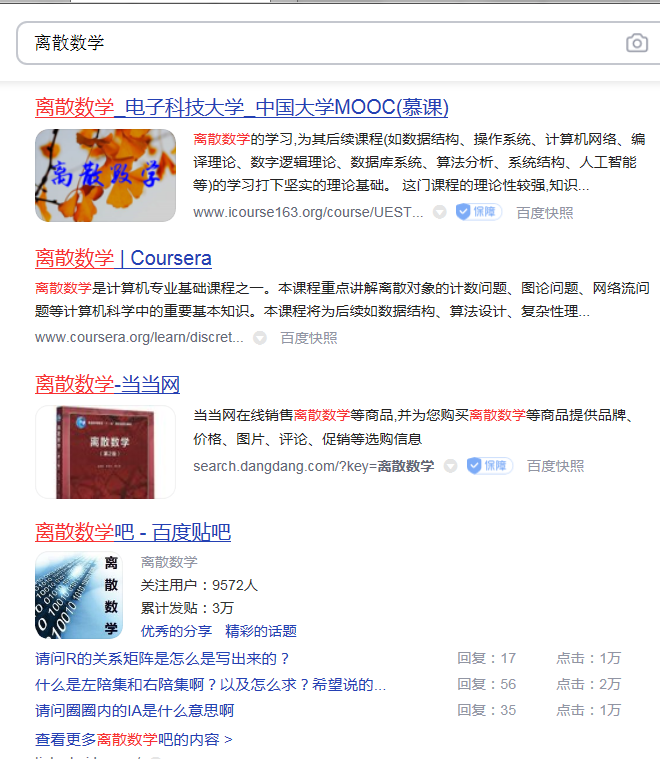 离散数学
离散数学_电子科技大学_中国大学MOOC(慕课)
离散数学
离散数学的学习,为其后续课程(如数据结构、操作系统、计算机网络、编
译理论、数字逻辑理论、数据库系统、算法分析、系统结构、人工智能
等)的学习打下坚实的理论基础。 这门课程的理论性较强,知识...
www.icourse163.org/course/UEST... 保障 百度快照
离散数学 | Coursera
离散数学是计算机专业基础课程之一。本课程重点讲解离散对象的计数问题、图论问题、网络流问
题等计算机科学中的重要基本知识。本课程将为后续如数据结构、算法设计、复杂性理...
www.coursera.org/learn/discret... 百度快照
离散数学-当当网
离散数学
(第2版)
当当网在线销售离散数学等商品,并为您购买离散数学等商品提供品牌、
价格、图片、评论、促销等选购信息
search.dangdang.com/?key=离散数学 保障 百度快照
离散数学吧 - 百度贴吧
离散数学
离散数学
关注用户：9572人
累计发贴：3万
优秀的分享 精彩的话题
请问R的关系矩阵是怎么是写出来的？ 回复：17 点击：1万
什么是左陪集和右陪集啊？以及怎么求？希望说的... 回复：56 点击：2万
请问圈圈内的IA是什么意思啊 回复：35 点击：1万
查看更多离散数学吧的内容 >